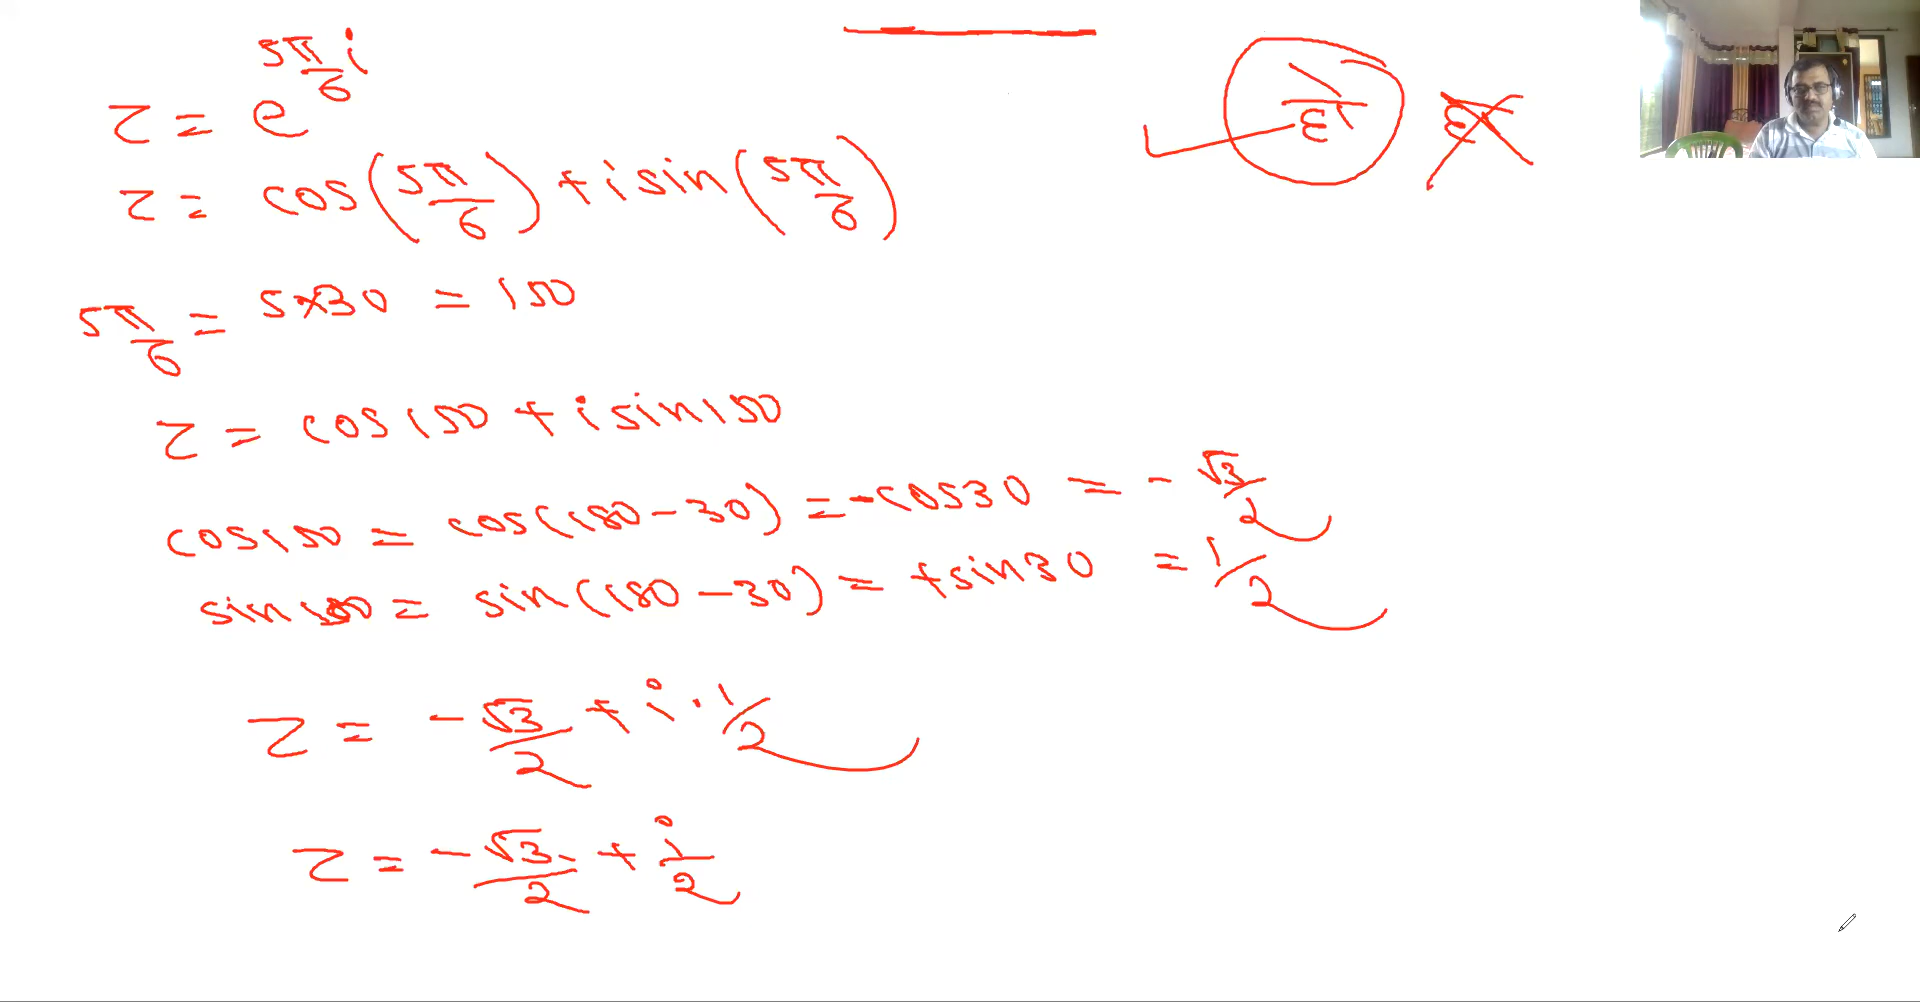 z = e^(5π/6 i)
z = cos(5π/6) + i sin(5π/6)
5π/6 = 5×30 = 150
z = cos150 + i sin150
cos150 = cos(180-30) = -cos30 = -√3/2
sin150 = sin(180-30) = +sin30 = 1/2
z = -√3/2 + i·1/2
z = -√3/2 + i/2